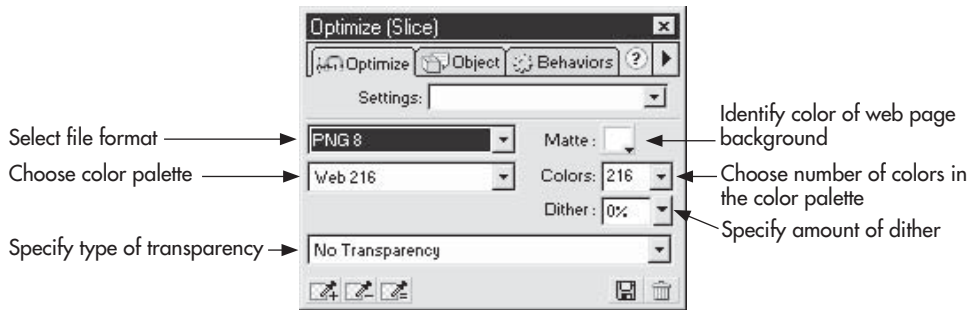 Optimize (Slice)
Optimize Object Behaviors ?
Settings:
Select file format
PNG 8
Matte :
Identify color of web page
background
Choose color palette
Web 216
Colors: 216
Choose number of colors in
the color palette
Dither : 0%
Specify amount of dither
Specify type of transparency
No Transparency